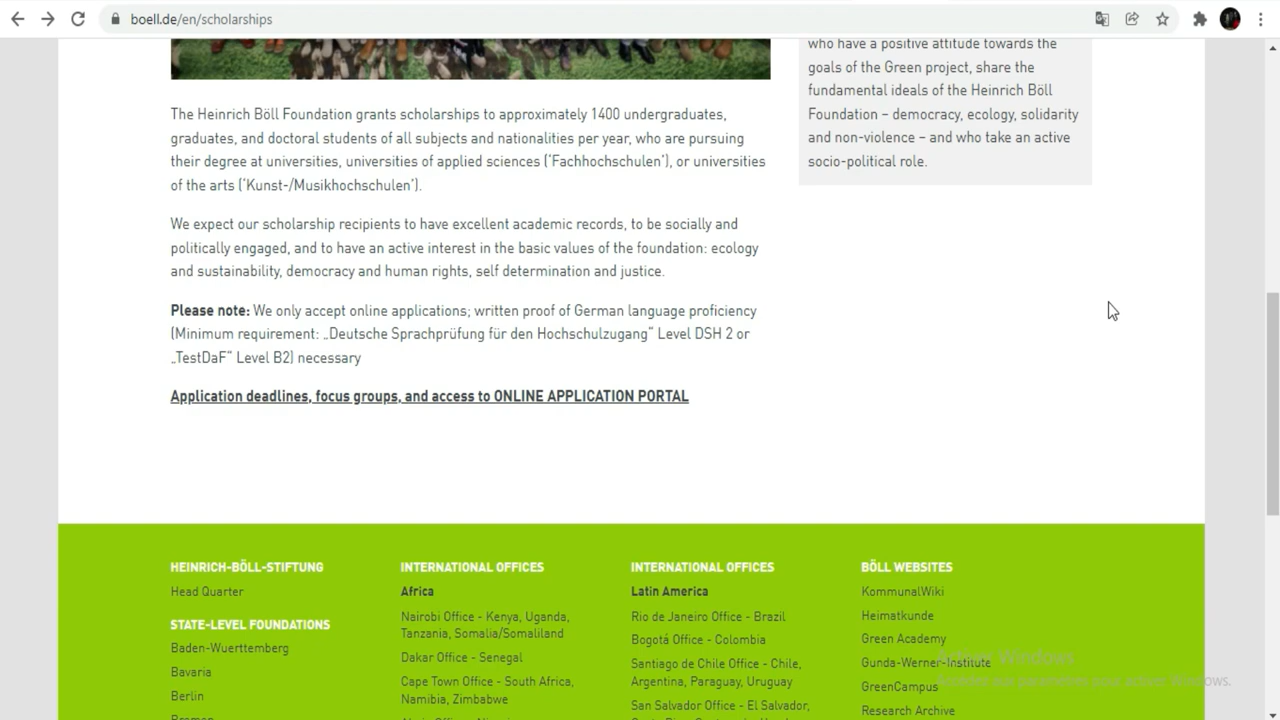 boell.de/en/scholarships
The Heinrich Böll Foundation grants scholarships to approximately 1400 undergraduates,
graduates, and doctoral students of all subjects and nationalities per year, who are pursuing
their degree at universities, universities of applied sciences ('Fachhochschulen'), or universities
of the arts ('Kunst-/Musikhochschulen').
We expect our scholarship recipients to have excellent academic records, to be socially and
politically engaged, and to have an active interest in the basic values of the foundation: ecology
and sustainability, democracy and human rights, self determination and justice.
Please note: We only accept online applications; written proof of German language proficiency
(Minimum requirement: „Deutsche Sprachprüfung für den Hochschulzugang“ Level DSH 2 or
„TestDaF“ Level B2) necessary
Application deadlines, focus groups, and access to ONLINE APPLICATION PORTAL
who have a positive attitude towards the
goals of the Green project, share the
fundamental ideals of the Heinrich Böll
Foundation – democracy, ecology, solidarity
and non-violence – and who take an active
socio-political role.
HEINRICH-BÖLL-STIFTUNG
Head Quarter
STATE-LEVEL FOUNDATIONS
Baden-Wuerttemberg
Bavaria
Berlin
Bremen
INTERNATIONAL OFFICES
Africa
Nairobi Office - Kenya, Uganda,
Tanzania, Somalia/Somaliland
Dakar Office - Senegal
Cape Town Office - South Africa,
Namibia, Zimbabwe
INTERNATIONAL OFFICES
Latin America
Rio de Janeiro Office - Brazil
Bogotá Office - Colombia
Santiago de Chile Office - Chile,
Argentina, Paraguay, Uruguay
San Salvador Office - El Salvador,
BÖLL WEBSITES
KommunalWiki
Heimatkunde
Green Academy
Gunda-Werner-Institute
GreenCampus
Research Archive
Activer Windows
Accédez aux paramètres pour activer Windows.